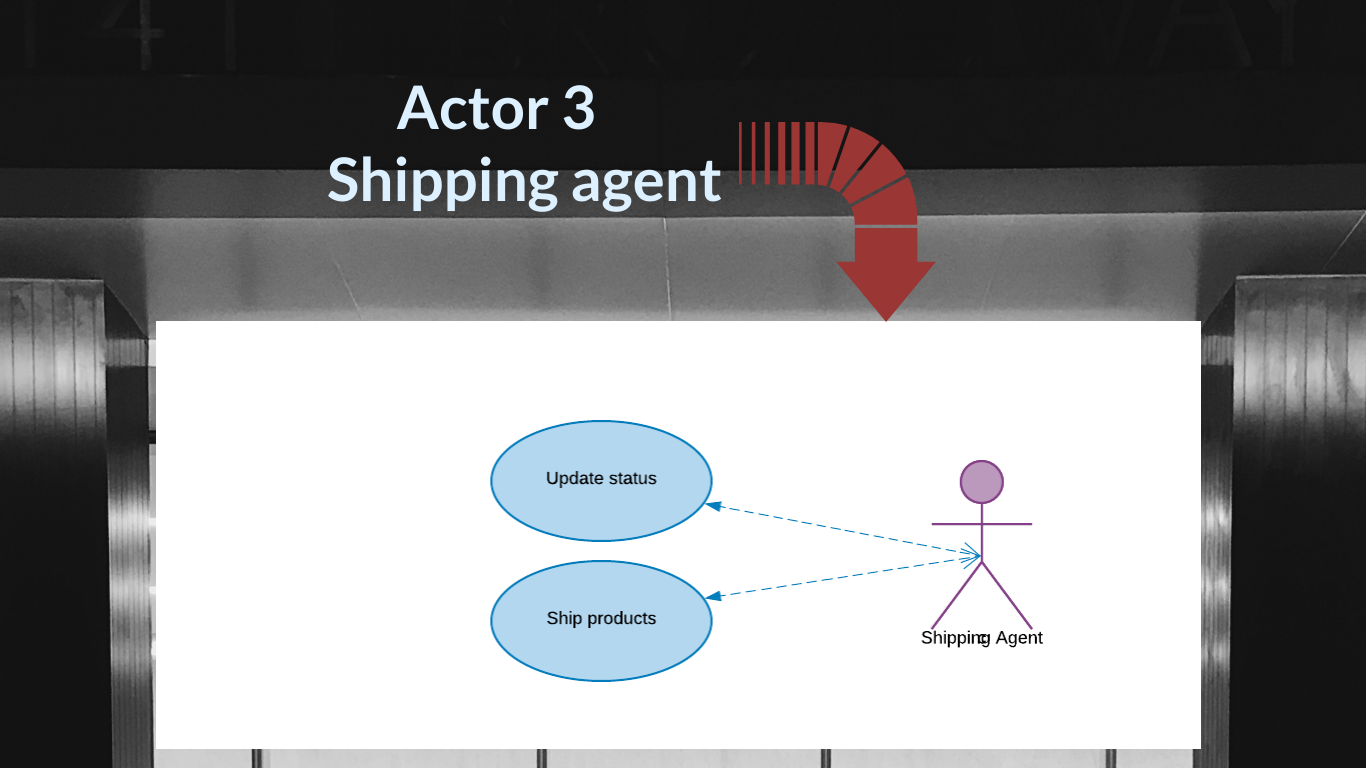 Actor 3
Shipping agent
Update status
Ship products
Shipping Agent